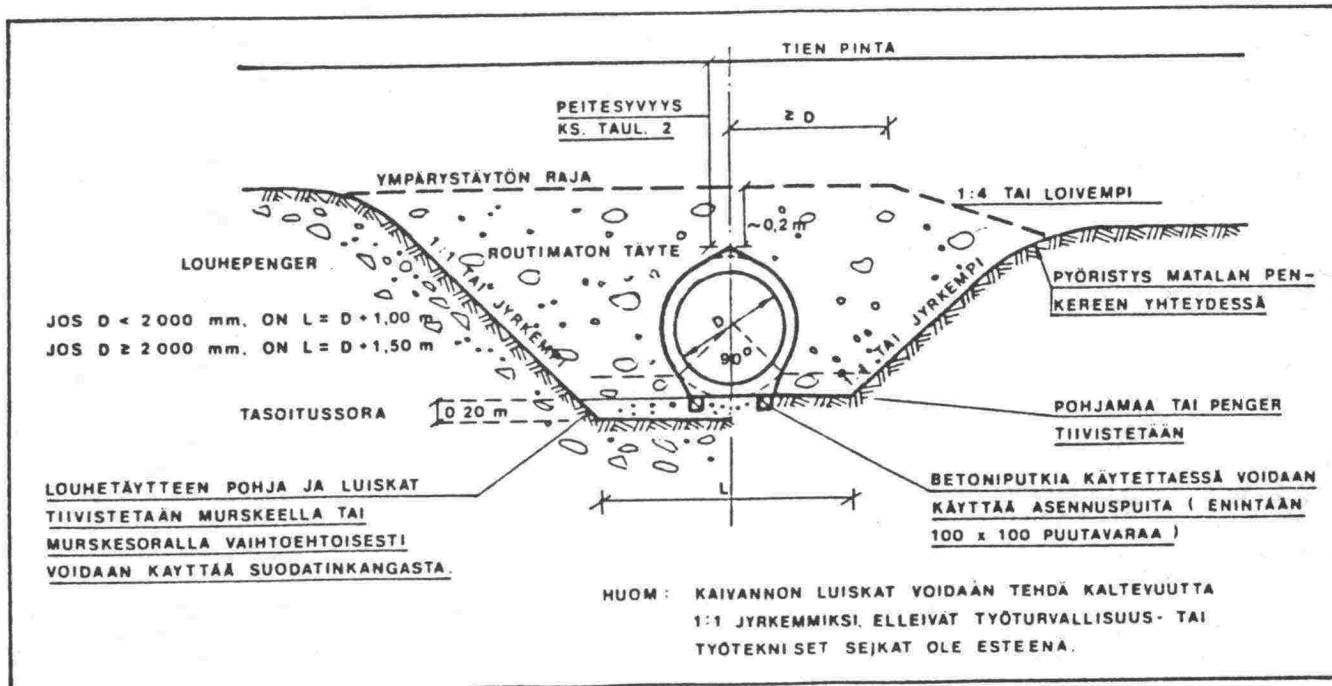 TIEN PINTA
PEITESYVYYS
KS. TAUL. 2
≥ D
YMPÄRYSTÄYTÖN RAJA
1:4 TAI LOIVEMPI
~0,2 m
LOUHEPENGER
1:1 TAI JYRKEMPI
ROUTIMATON TÄYTE
1:1 TAI JYRKEMPI
PYÖRISTYS MATALAN PEN-
KEREEN YHTEYDESSÄ
JOS D < 2000 mm, ON L = D + 1,00 m
JOS D ≥ 2000 mm, ON L = D + 1,50 m
D
90°
TASOITUSSORA
0.20 m
POHJAMAA TAI PENGER
TIIVISTETÄÄN
L
LOUHETÄYTTEEN POHJA JA LUISKAT
TIIVISTETÄÄN MURSKEELLA TAI
MURSKESORALLA VAIHTOEHTOISESTI
VOIDAAN KÄYTTÄÄ SUODATINKANGASTA.
BETONIPUTKIA KÄYTETTAESSÄ VOIDAAN
KÄYTTÄÄ ASENNUSPUITA ( ENINTÄÄN
100 x 100 PUUTAVARAA )
HUOM : KAIVANNON LUISKAT VOIDAAN TEHDÄ KALTEVUUTTA
1:1 JYRKEMMIKSI, ELLEIVÄT TYÖTURVALLISUUS- TAI
TYÖTEKNISET SEIKAT OLE ESTEENÄ.